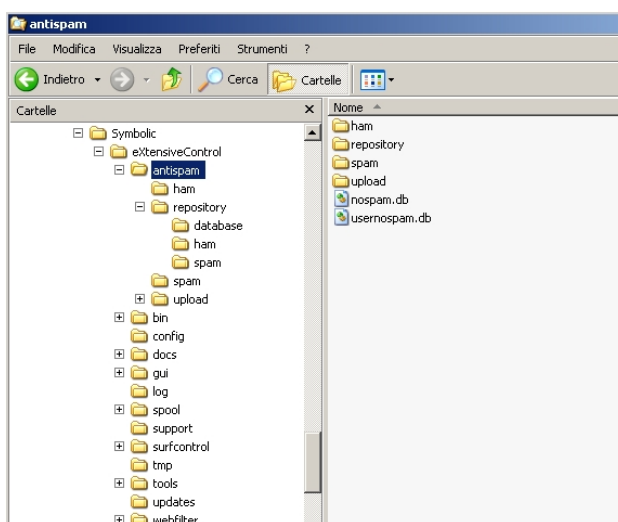 antispam
File Modifica Visualizza Preferiti Strumenti ?
Indietro Cerca Cartelle
Cartelle
Symbolic
eXtensiveControl
antispam
ham
repository
database
ham
spam
spam
upload
bin
config
docs
gui
log
spool
support
surfcontrol
tmp
tools
updates
webfilter
Nome
ham
repository
spam
upload
nospam.db
usernospam.db